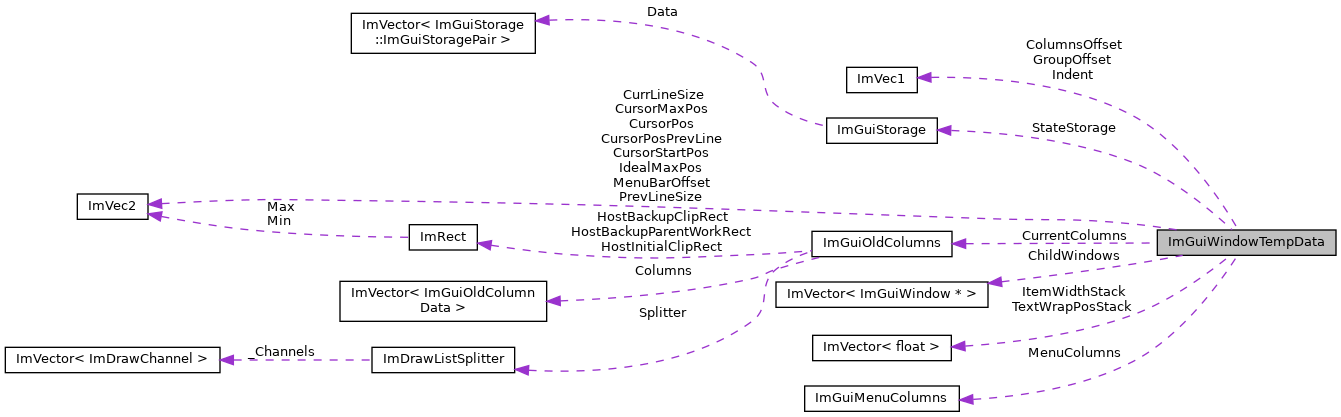 Data
ImVector< ImGuiStorage
::ImGuiStoragePair >
ColumnsOffset
GroupOffset
Indent
ImVec1
CurrLineSize
CursorMaxPos
CursorPos
CursorPosPrevLine
CursorStartPos
IdealMaxPos
MenuBarOffset
PrevLineSize
ImGuiStorage
StateStorage
ImVec2
Max
Min
ImRect
HostBackupClipRect
HostBackupParentWorkRect
HostInitialClipRect
ImGuiOldColumns
CurrentColumns
ImGuiWindowTempData
ChildWindows
Columns
ImVector< ImGuiOldColumn
Data >
ImVector< ImGuiWindow * >
ItemWidthStack
TextWrapPosStack
Splitter
ImVector< float >
ImVector< ImDrawChannel >
_Channels
ImDrawListSplitter
MenuColumns
ImGuiMenuColumns